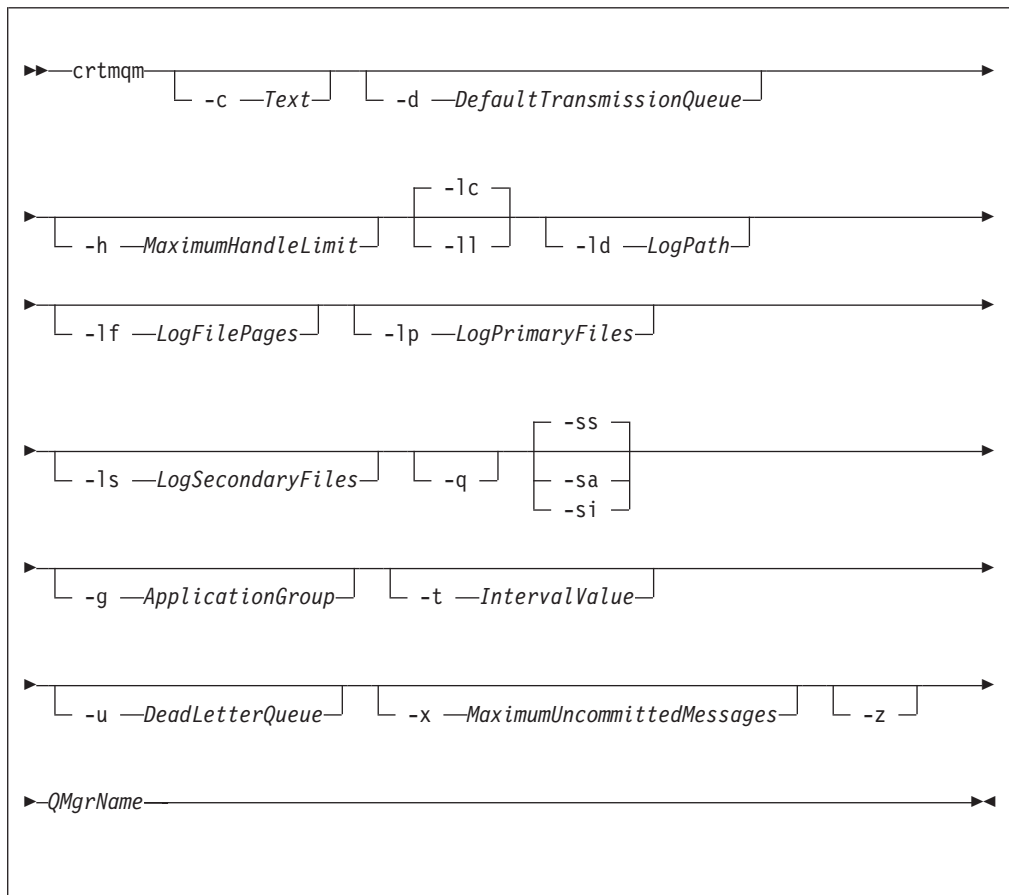 crtmqm
-c Text -d DefaultTransmissionQueue
-lc
-h MaximumHandleLimit -ll -ld LogPath
-lf LogFilePages -lp LogPrimaryFiles
-ss
-ls LogSecondaryFiles -q -sa
-si
-g ApplicationGroup -t IntervalValue
-u DeadLetterQueue -x MaximumUncommittedMessages -z
QMgrName